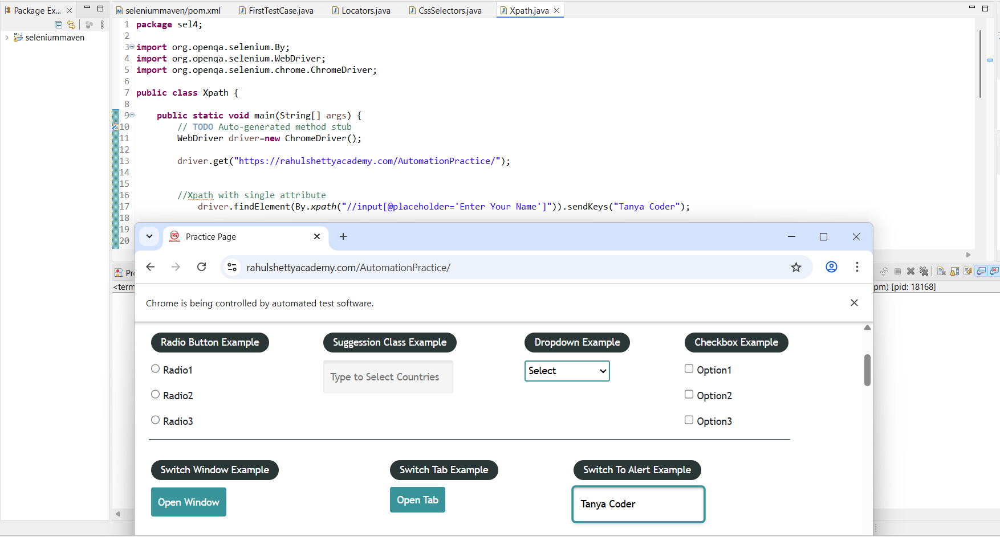 Package Ex...
seleniummaven/pom.xml
FirstTestCase.java
Locators.java
CssSelectors.java
Xpath.java
seleniummaven
1 package sel4;
2
3 import org.openqa.selenium.By;
4 import org.openqa.selenium.WebDriver;
5 import org.openqa.selenium.chrome.ChromeDriver;
6
7 public class Xpath {
8
9 public static void main(String[] args) {
10 // TODO Auto-generated method stub
11 WebDriver driver=new ChromeDriver();
12
13 driver.get("https://rahulshettyacademy.com/AutomationPractice/");
14
15
16 //Xpath with single attribute
17 driver.findElement(By.xpath("//input[@placeholder='Enter Your Name']")).sendKeys("Tanya Coder");
18
19
20
Pr
<term
pm) [pid: 18168]
Practice Page
rahulshettyacademy.com/AutomationPractice/
Chrome is being controlled by automated test software.
Radio Button Example
Suggession Class Example
Dropdown Example
Checkbox Example
Radio1
Type to Select Countries
Select
Option1
Radio2
Option2
Radio3
Option3
Switch Window Example
Switch Tab Example
Switch To Alert Example
Open Window
Open Tab
Tanya Coder